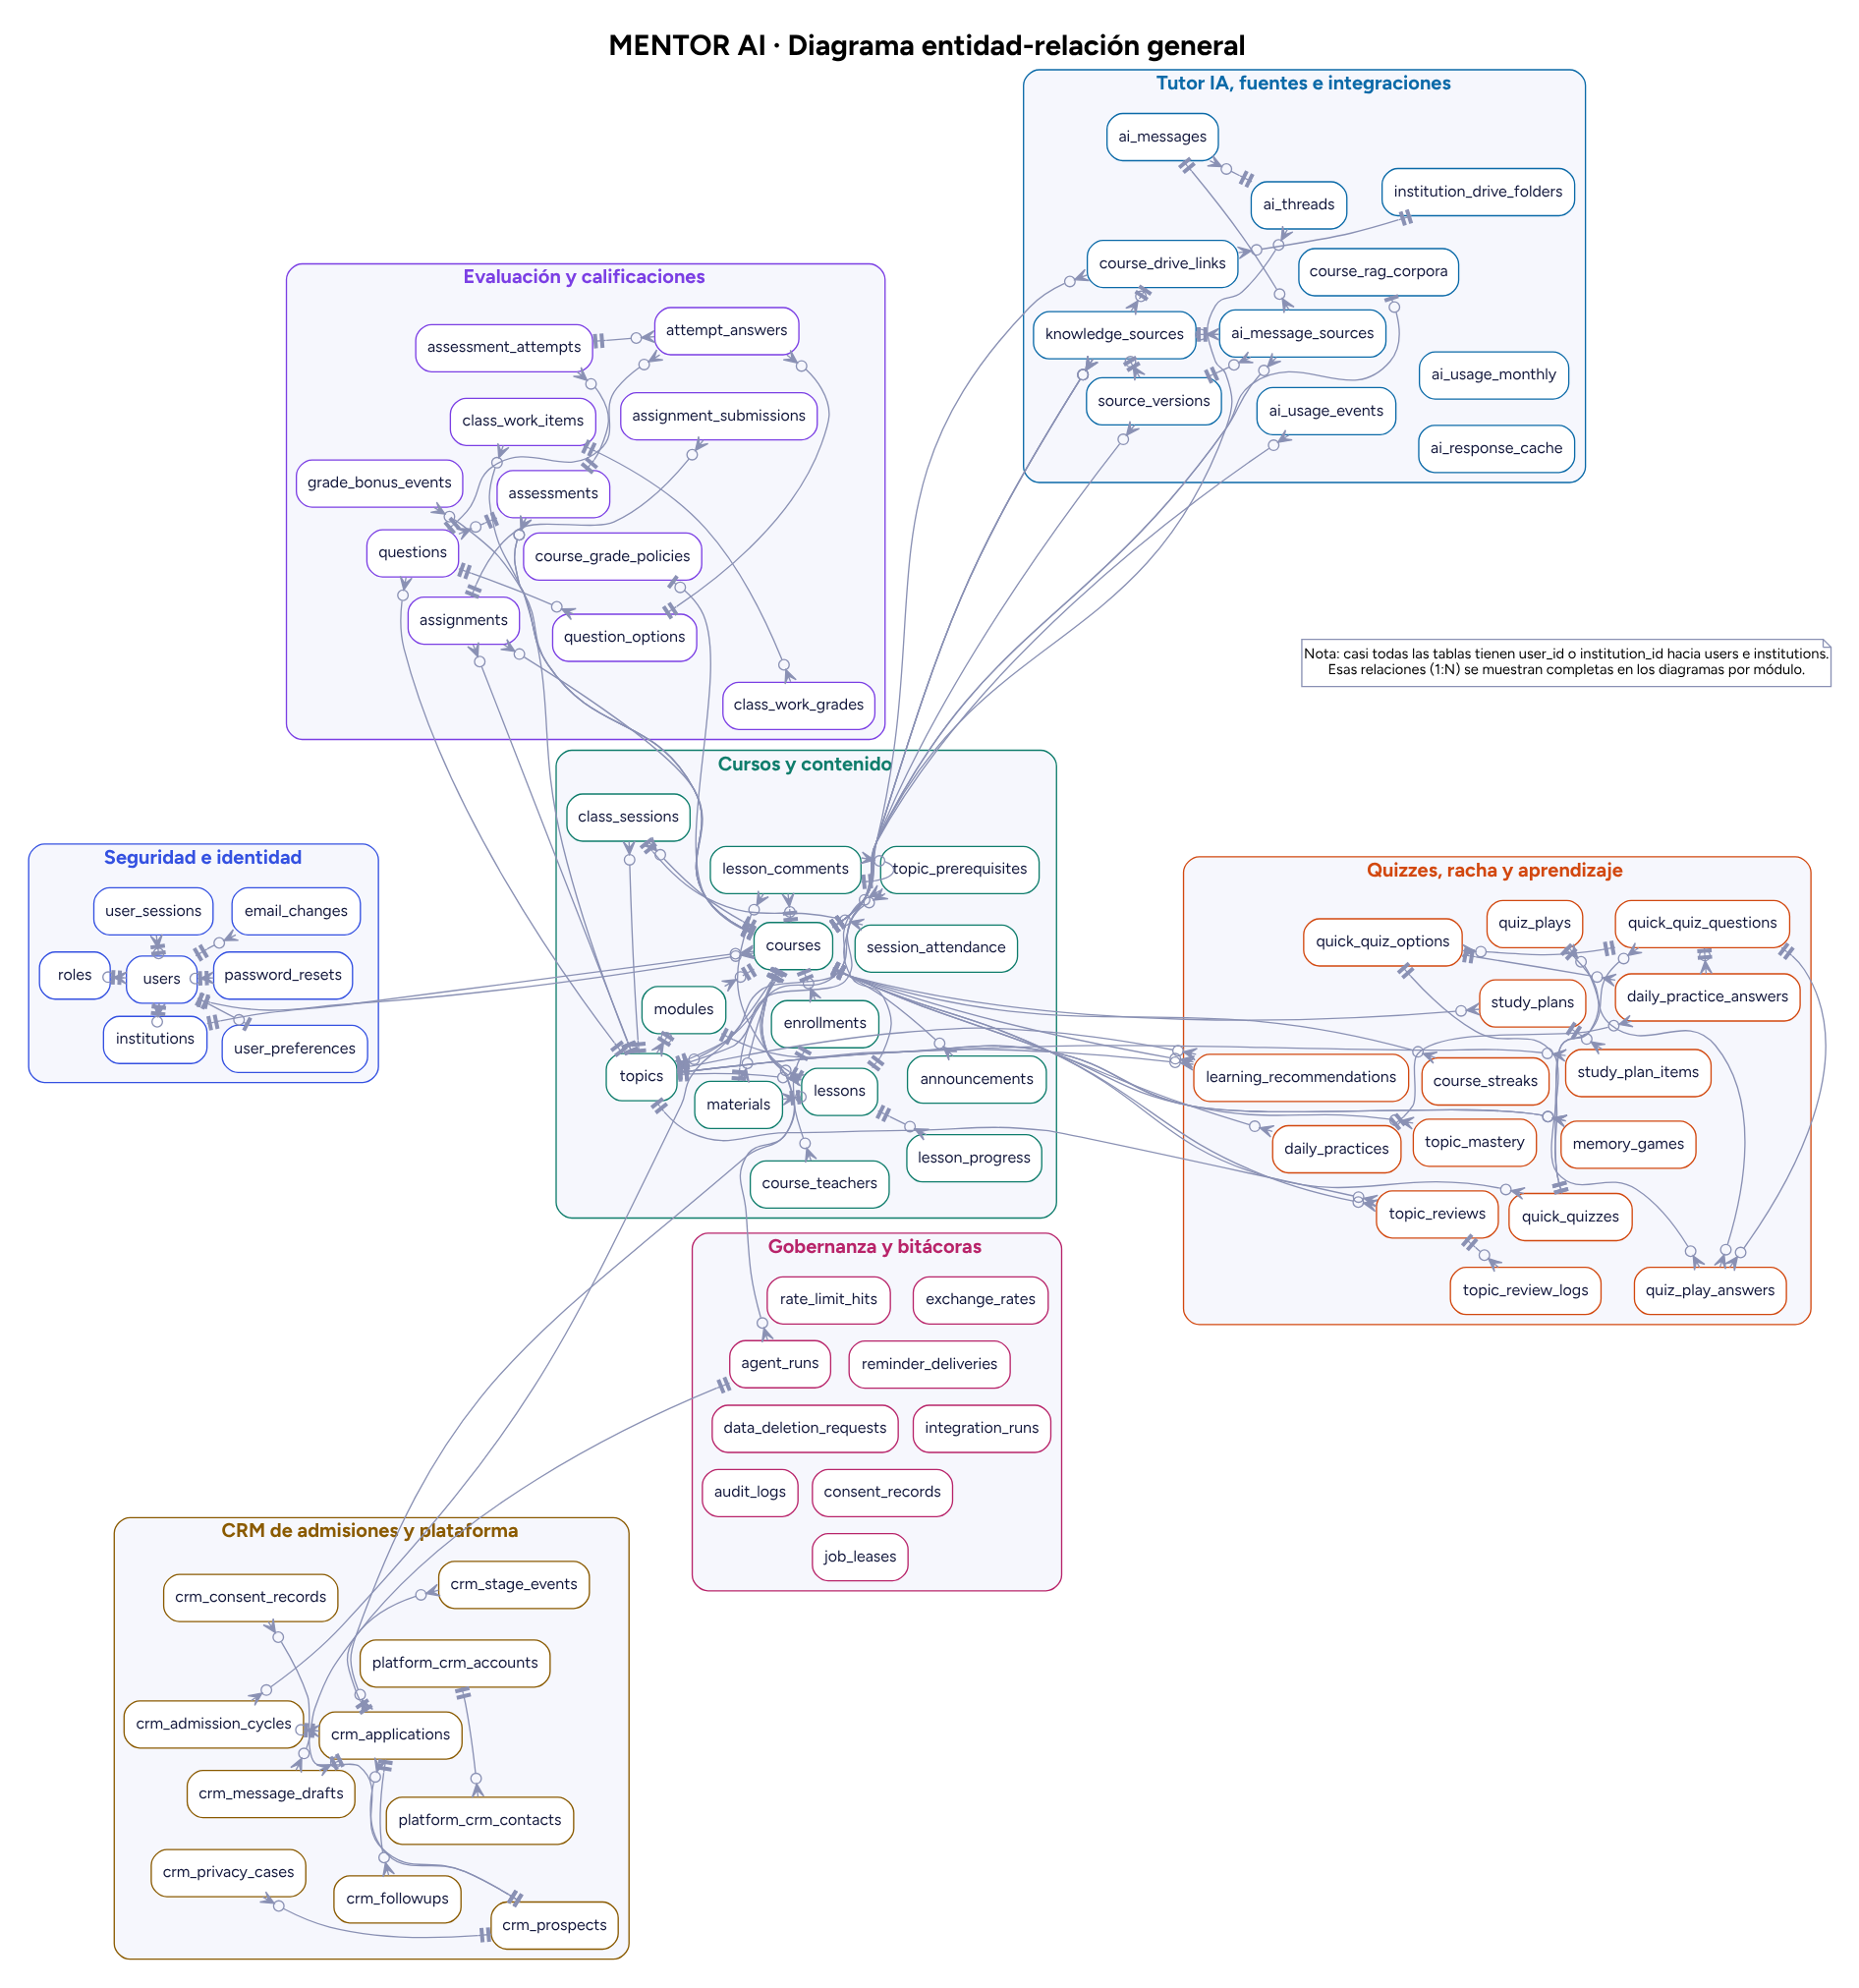 MENTOR AI · Diagrama entidad-relación general
Tutor IA, fuentes e integraciones
ai_messages
institution_drive_folders
ai_threads
course_drive_links
course_rag_corpora
knowledge_sources
ai_message_sources
ai_usage_monthly
source_versions
ai_usage_events
ai_response_cache
Evaluación y calificaciones
attempt_answers
assessment_attempts
assignment_submissions
class_work_items
grade_bonus_events
assessments
questions
course_grade_policies
assignments
question_options
class_work_grades
Nota: casi todas las tablas tienen user_id o institution_id hacia users e institutions.
Esas relaciones (1:N) se muestran completas en los diagramas por módulo.
Cursos y contenido
class_sessions
lesson_comments
topic_prerequisites
courses
session_attendance
modules
enrollments
topics
materials
lessons
announcements
lesson_progress
course_teachers
Seguridad e identidad
user_sessions
email_changes
roles
users
password_resets
institutions
user_preferences
Quizzes, racha y aprendizaje
quiz_plays
quick_quiz_questions
quick_quiz_options
study_plans
daily_practice_answers
learning_recommendations
course_streaks
study_plan_items
daily_practices
topic_mastery
memory_games
topic_reviews
quick_quizzes
topic_review_logs
quiz_play_answers
Gobernanza y bitácoras
rate_limit_hits
exchange_rates
agent_runs
reminder_deliveries
data_deletion_requests
integration_runs
audit_logs
consent_records
job_leases
CRM de admisiones y plataforma
crm_stage_events
crm_consent_records
platform_crm_accounts
crm_admission_cycles
crm_applications
crm_message_drafts
platform_crm_contacts
crm_privacy_cases
crm_followups
crm_prospects